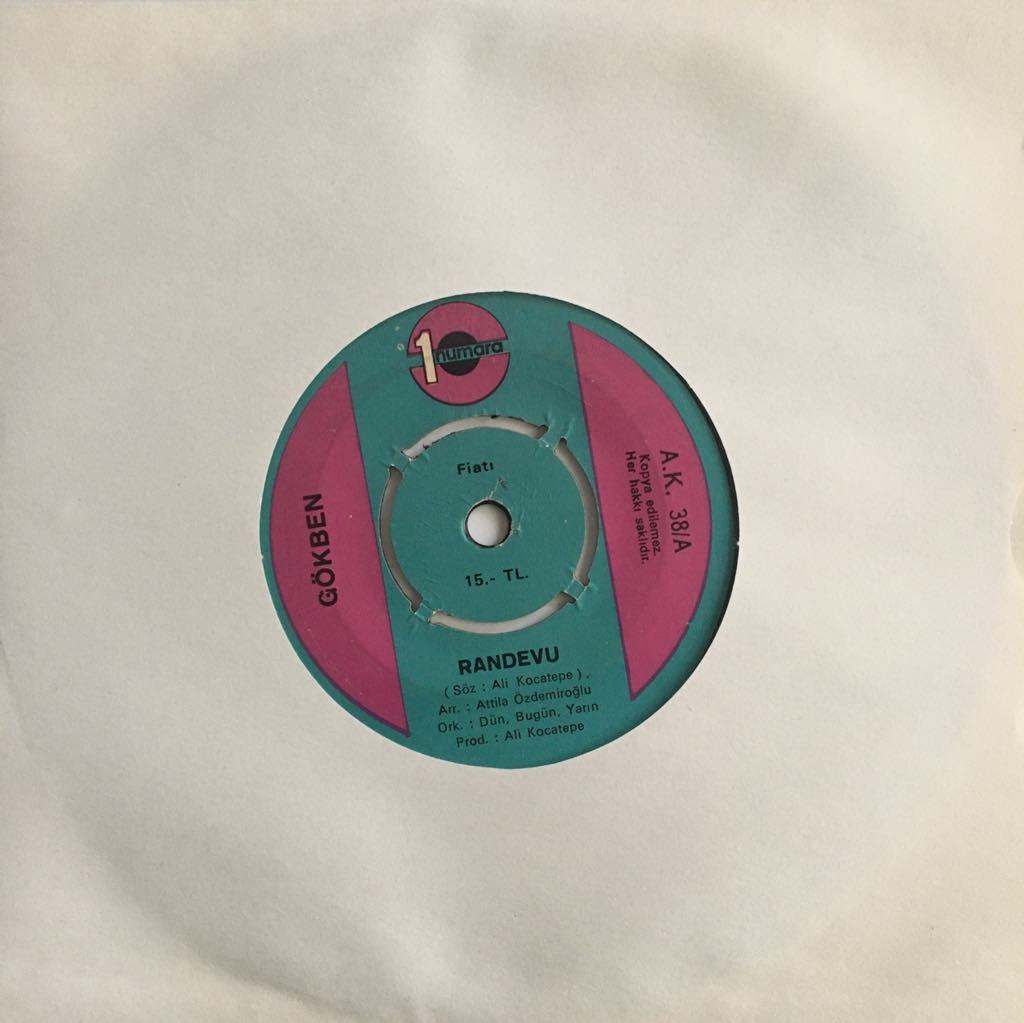 1 numara
Fiatı
15.- TL.
GÖKBEN
A.K. 38/A
Kopya edilemez.
Her hakkı saklıdır.
RANDEVU
( Söz : Ali Kocatepe ).
Arr. : Attila Özdemiroğlu
Ork. : Dün, Bugün, Yarın
Prod. : Ali Kocatepe